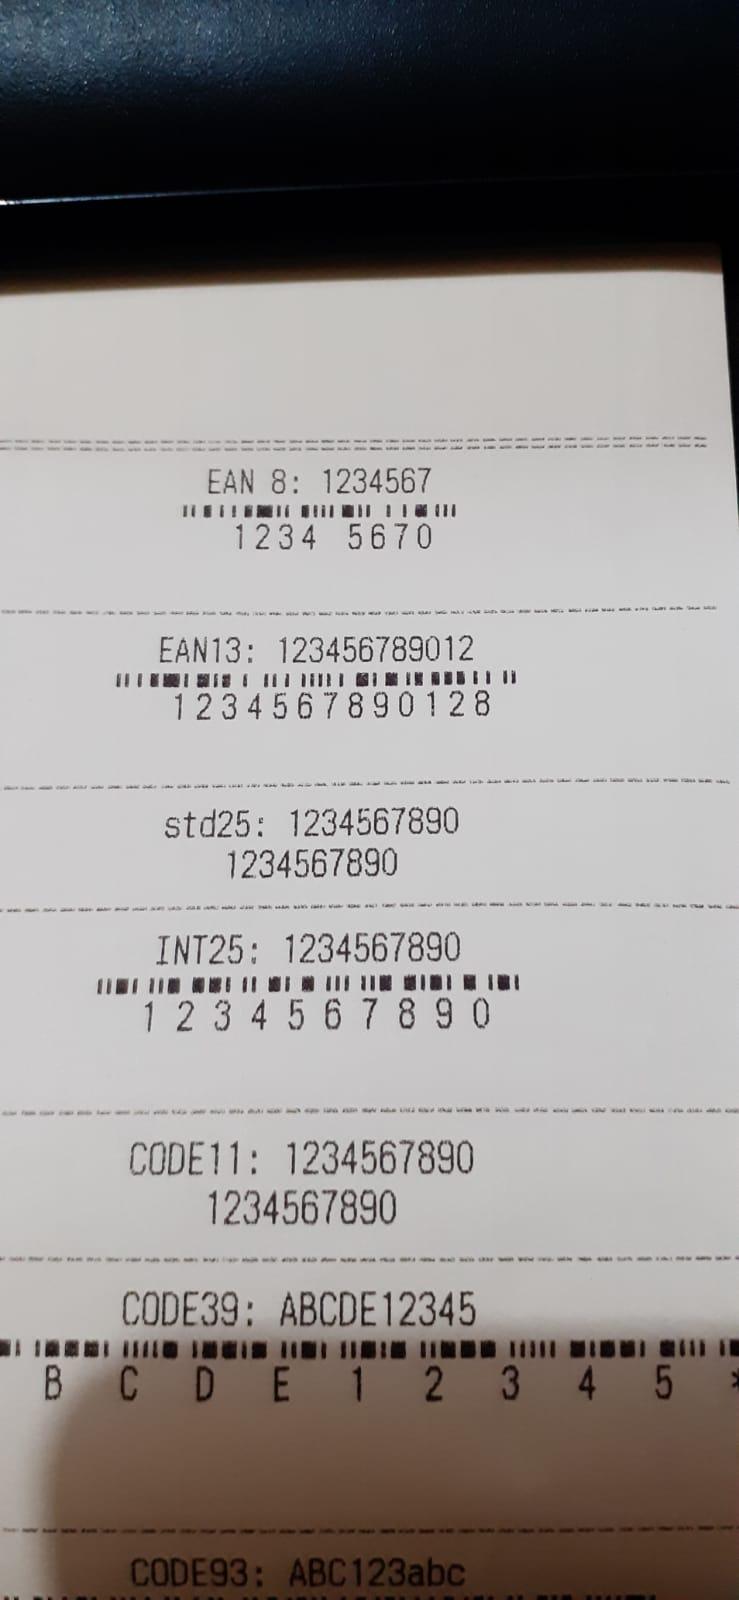 EAN 8: 1234567
1234 5670
EAN13: 123456789012
1234567890128
std25: 1234567890
1234567890
INT25: 1234567890
1 2 3 4 5 6 7 8 9 0
CODE11: 1234567890
1234567890
CODE39: ABCDE12345
B C D E 1 2 3 4 5 *
CODE93: ABC123abc